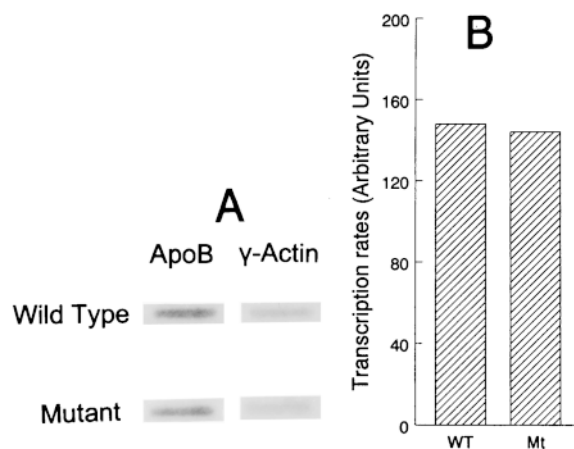 A
ApoB γ-Actin
Wild Type
Mutant
B
Transcription rates (Arbitrary Units)
200
160
120
80
40
0
WT Mt